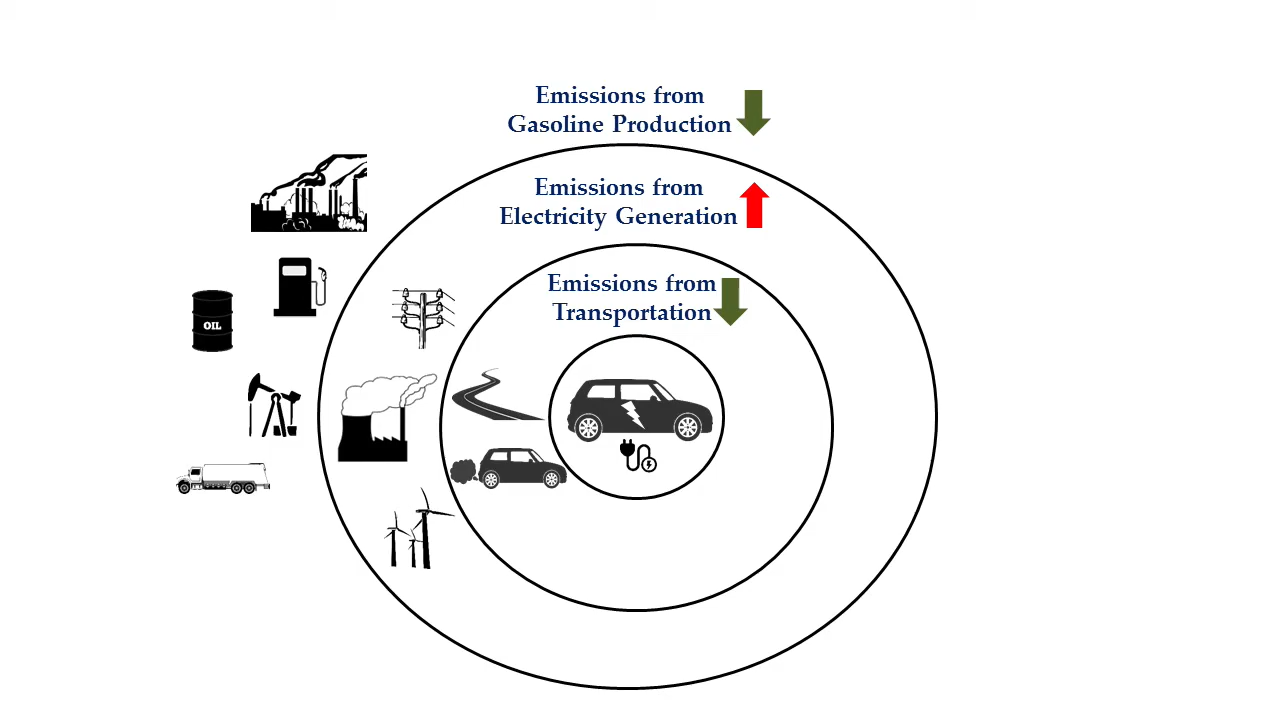 Emissions from
Gasoline Production
Emissions from
Electricity Generation
Emissions from
Transportation
OIL